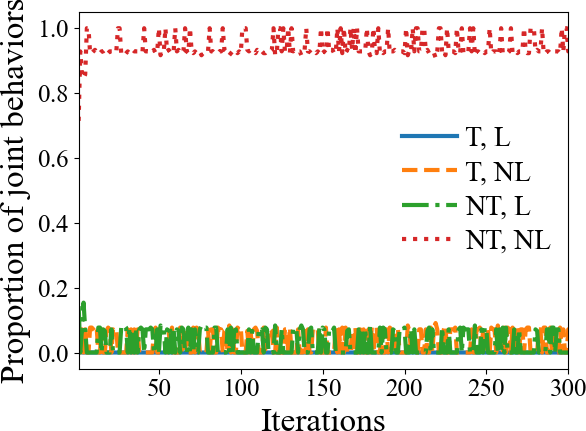 Proportion of joint behaviors
1.0
0.8
0.6
0.4
0.2
0.0
T, L
T, NL
NT, L
NT, NL
50 100 150 200 250 300
Iterations